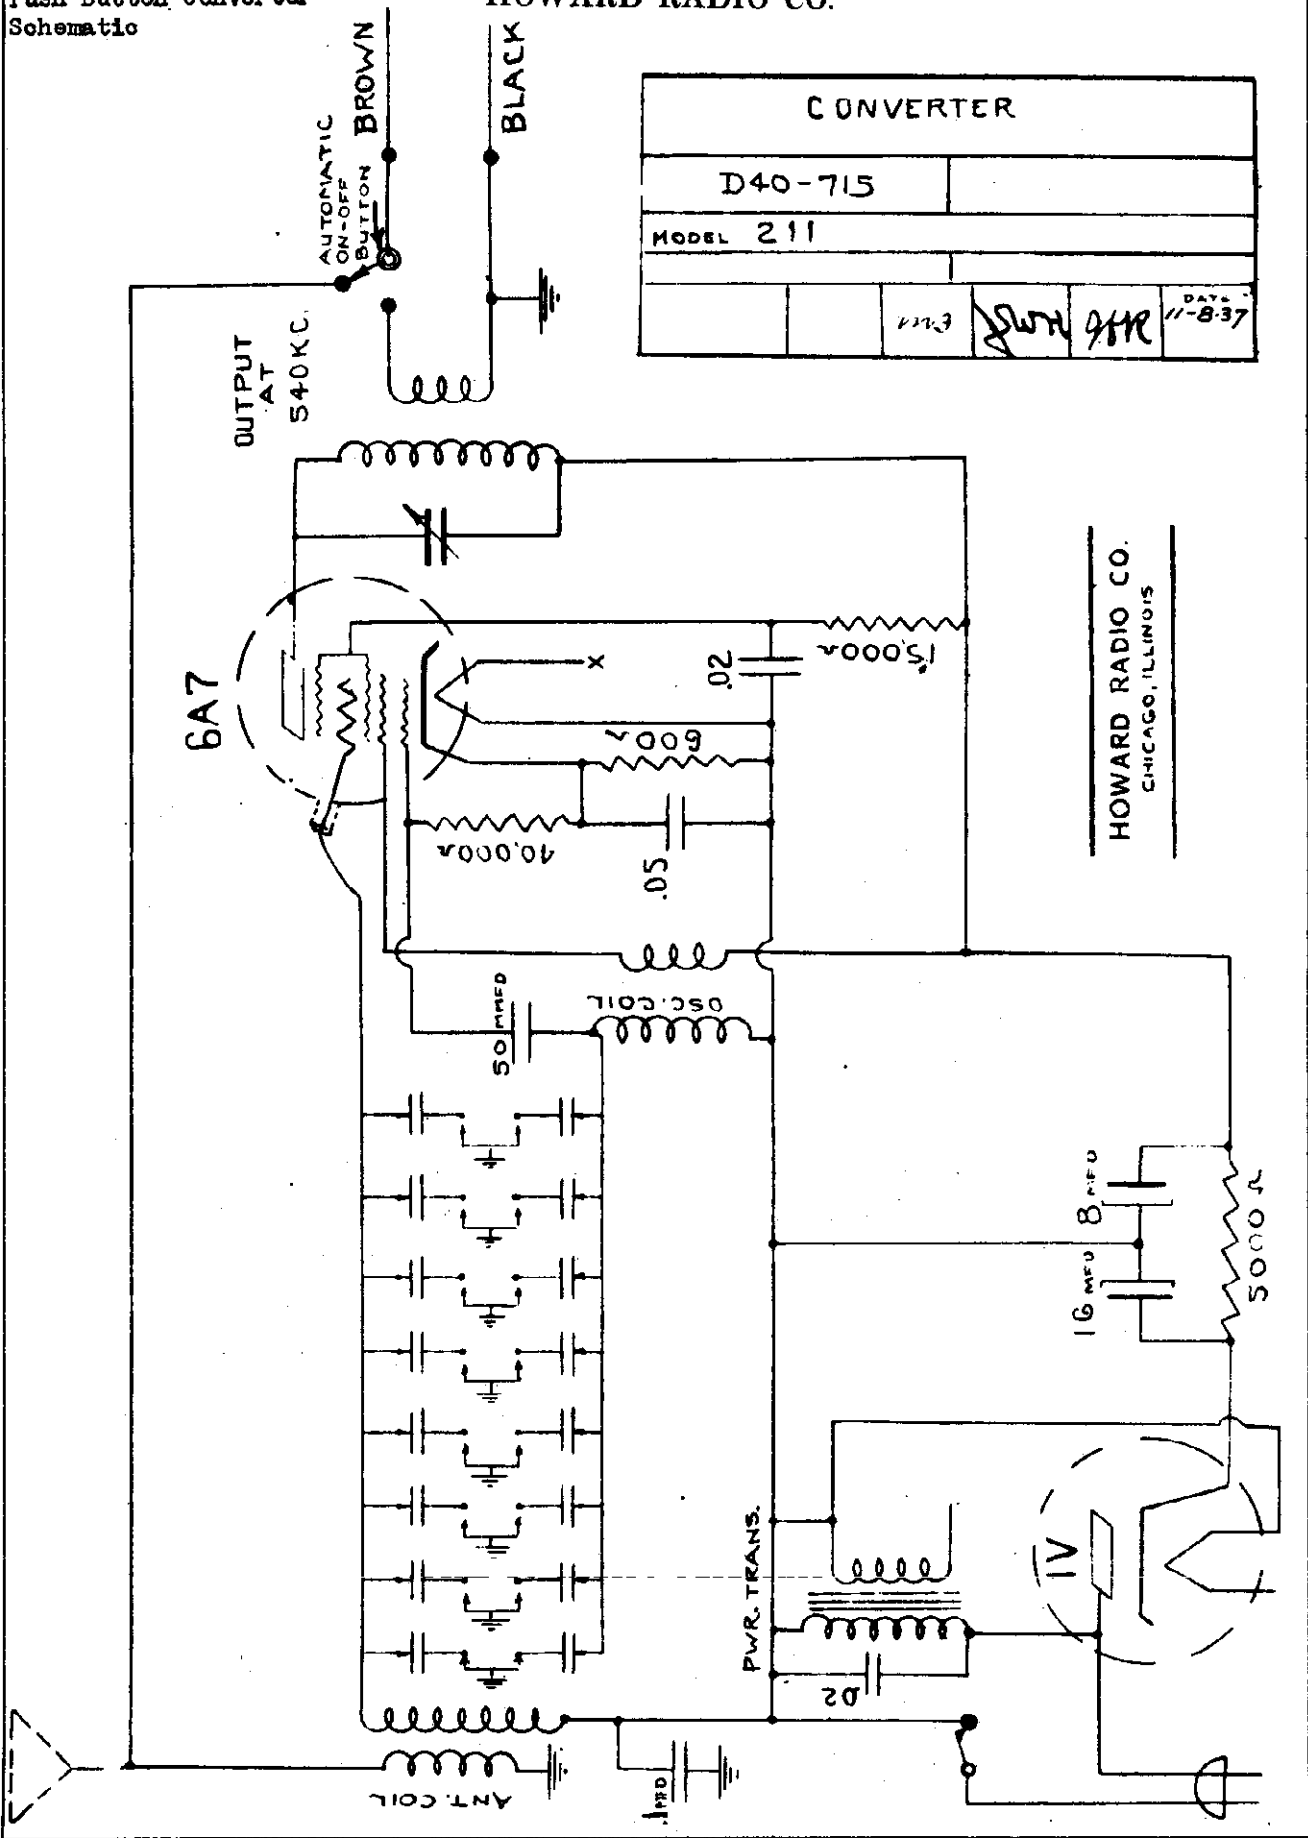 Schematic
HOWARD RADIO CO.
BROWN
BLACK
AUTOMATIC
ON-OFF
BUTTON
CONVERTER
D40-715
MODEL 211
DATE
11-8-37
OUTPUT
AT
540KC.
6A7
.02
15,000Ω
600Ω
10,000Ω
.05
HOWARD RADIO CO.
CHICAGO, ILLINOIS
50 MMFD
OSC. COIL
8 MFD
16 MFD
5000Ω
PWR. TRANS.
1V
.02
ANT. COIL
.1 MFD
X